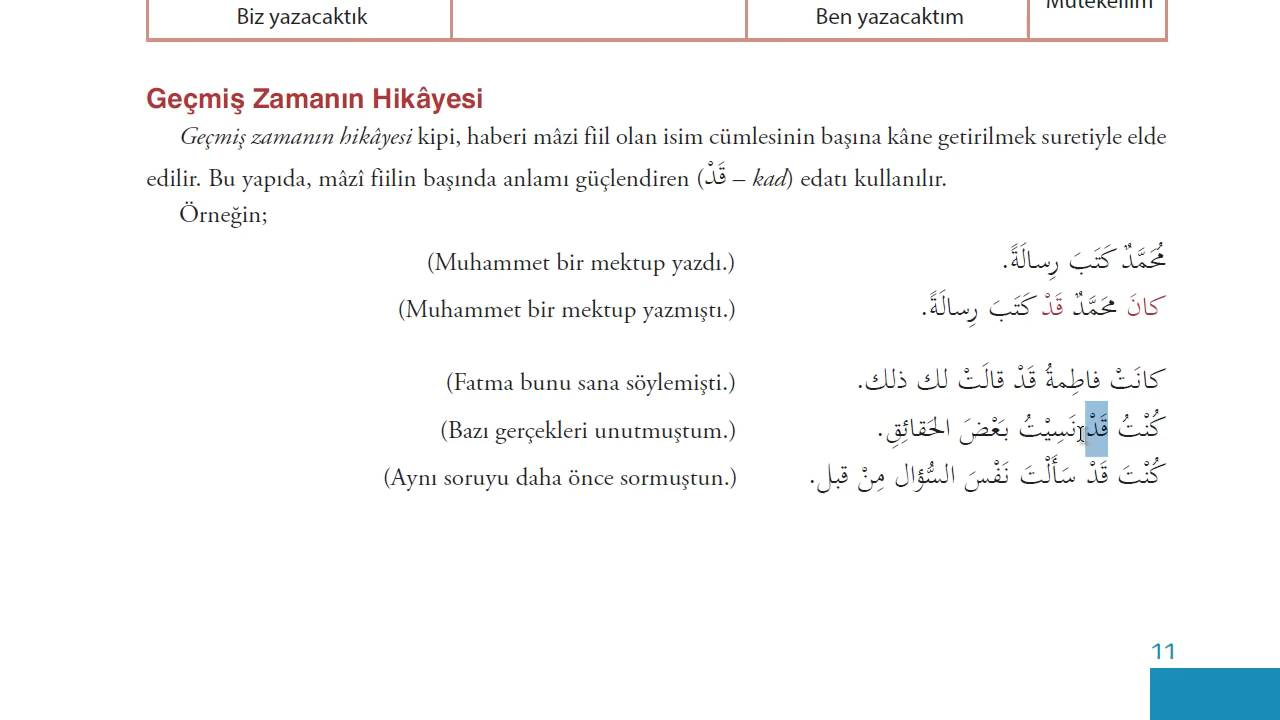 Biz yazacaktık Ben yazacaktım Mütekellim
Geçmiş Zamanın Hikâyesi
Geçmiş zamanın hikâyesi kipi, haberi mâzi fiil olan isim cümlesinin başına kâne getirilmek suretiyle elde
edilir. Bu yapıda, mâzî fiilin başında anlamı güçlendiren (قَدْ – kad) edatı kullanılır.
Örneğin;
(Muhammet bir mektup yazdı.) مُحَمَّدٌ كَتَبَ رِسالَةً.
(Muhammet bir mektup yazmıştı.) كانَ محَمَّدٌ قَدْ كَتَبَ رِسالَةً.
(Fatma bunu sana söylemişti.) كانَتْ فاطِمةُ قَدْ قالَتْ لك ذلك.
(Bazı gerçekleri unutmuştum.) كُنْتُ قَدْ نَسِيْتُ بَعْضَ الحَقائِقِ.
(Aynı soruyu daha önce sormuştun.) كُنْتَ قَدْ سَأَلْتَ نَفْسَ السُّؤال مِنْ قبل.
11